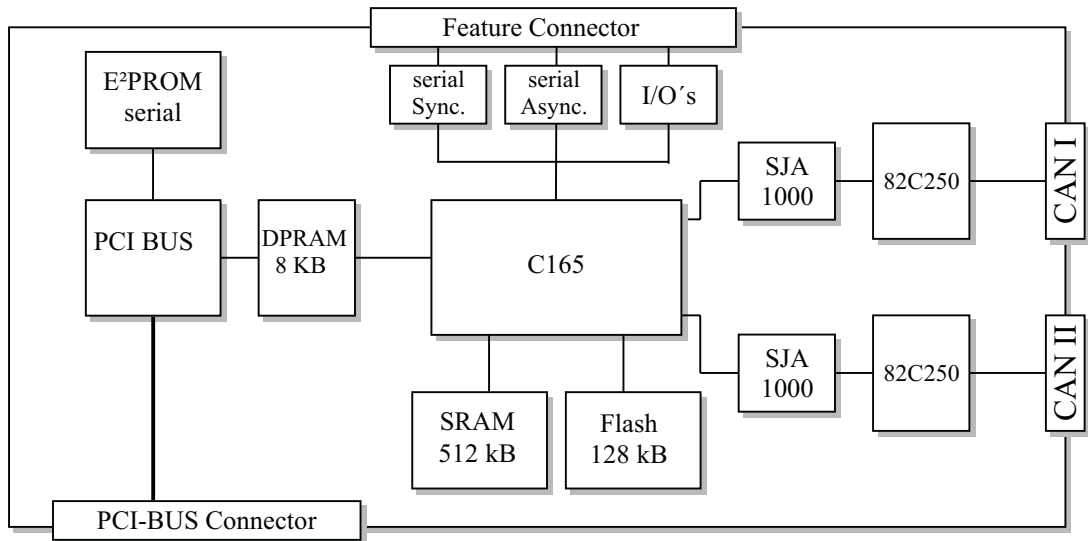 Feature Connector
E²PROM
serial
serial
Sync.
serial
Async.
I/O´s
SJA
1000
82C250
CAN I
PCI BUS
DPRAM
8 KB
C165
SJA
1000
82C250
CAN II
SRAM
512 kB
Flash
128 kB
PCI-BUS Connector